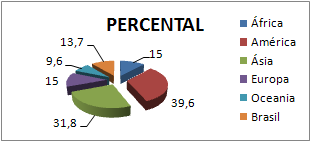 PERCENTAL
África
América
Ásia
Europa
Oceania
Brasil
13,7
15
9,6
15
39,6
31,8